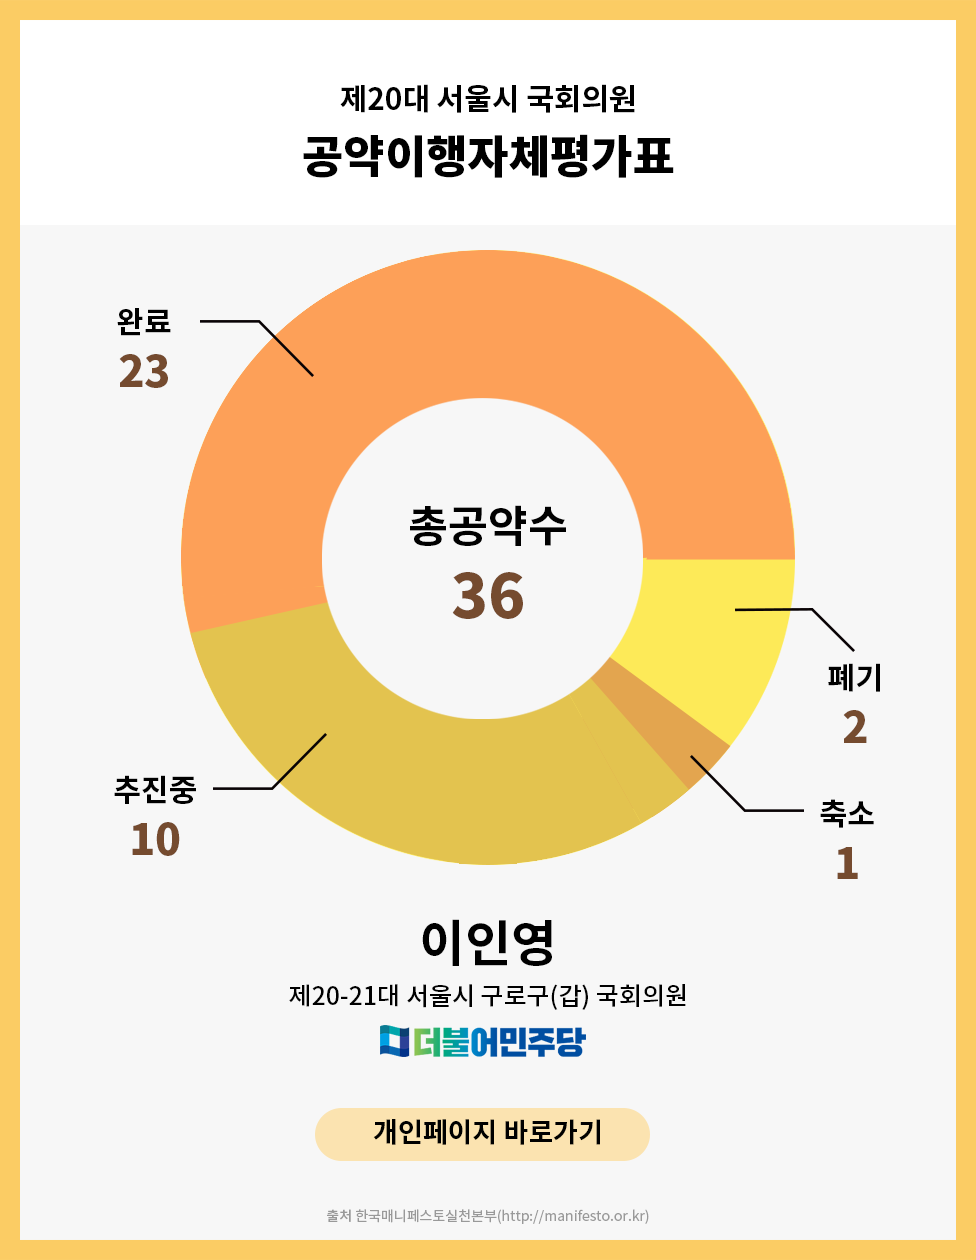 제20대 서울시 국회의원
공약이행자체평가표
완료
23
총공약수
36
폐기
2
추진중
10
축소
1
이인영
제20-21대 서울시 구로구(갑) 국회의원
더불어민주당
개인페이지 바로가기
출처 한국매니페스토실천본부(http://manifesto.or.kr)